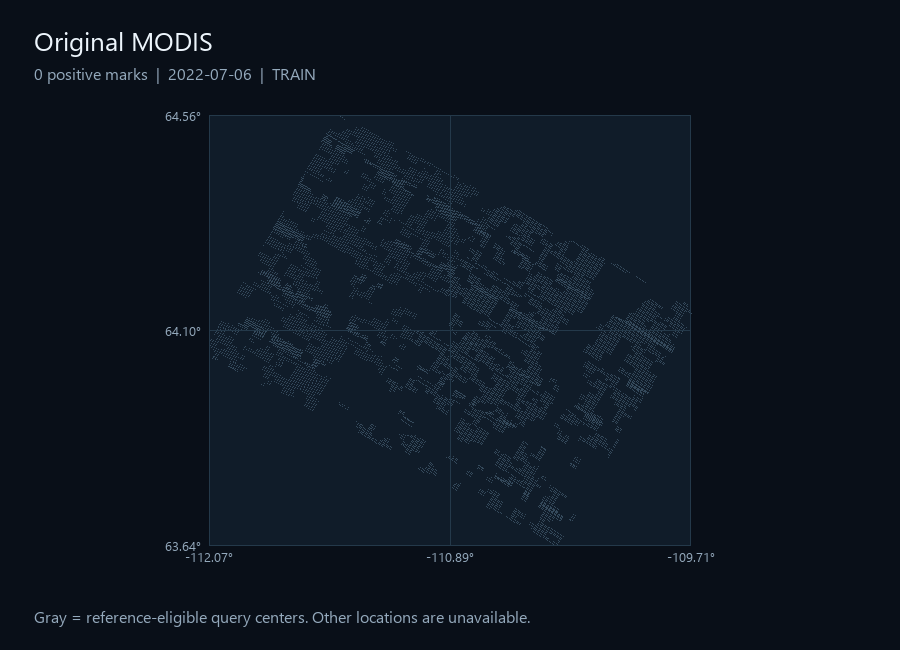 Original MODIS
0 positive marks | 2022-07-06 | TRAIN
64.56°
64.10°
63.64°
-112.07° -110.89° -109.71°
Gray = reference-eligible query centers. Other locations are unavailable.